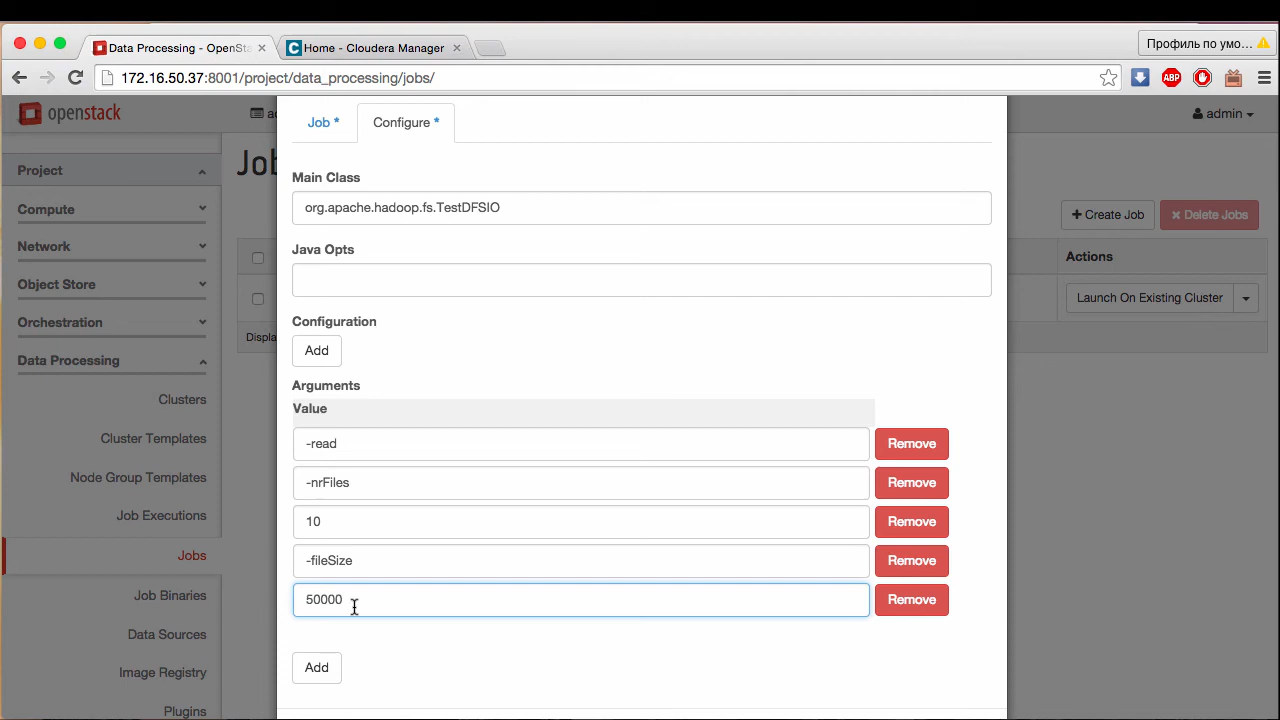 Data Processing - OpenSta
Home - Cloudera Manager
Профиль по умо...
172.16.50.37:8001/project/data_processing/jobs/
ABP
openstack
admin
Job *
Configure *
Project
Compute
Network
Object Store
Orchestration
Data Processing
Clusters
Cluster Templates
Node Group Templates
Job Executions
Jobs
Job Binaries
Data Sources
Image Registry
Plugins
Main Class
org.apache.hadoop.fs.TestDFSIO
Java Opts
Configuration
Add
Arguments
Value
-read
Remove
-nrFiles
Remove
10
Remove
-fileSize
Remove
50000
Remove
Add
+ Create Job
Delete Jobs
Actions
Launch On Existing Cluster